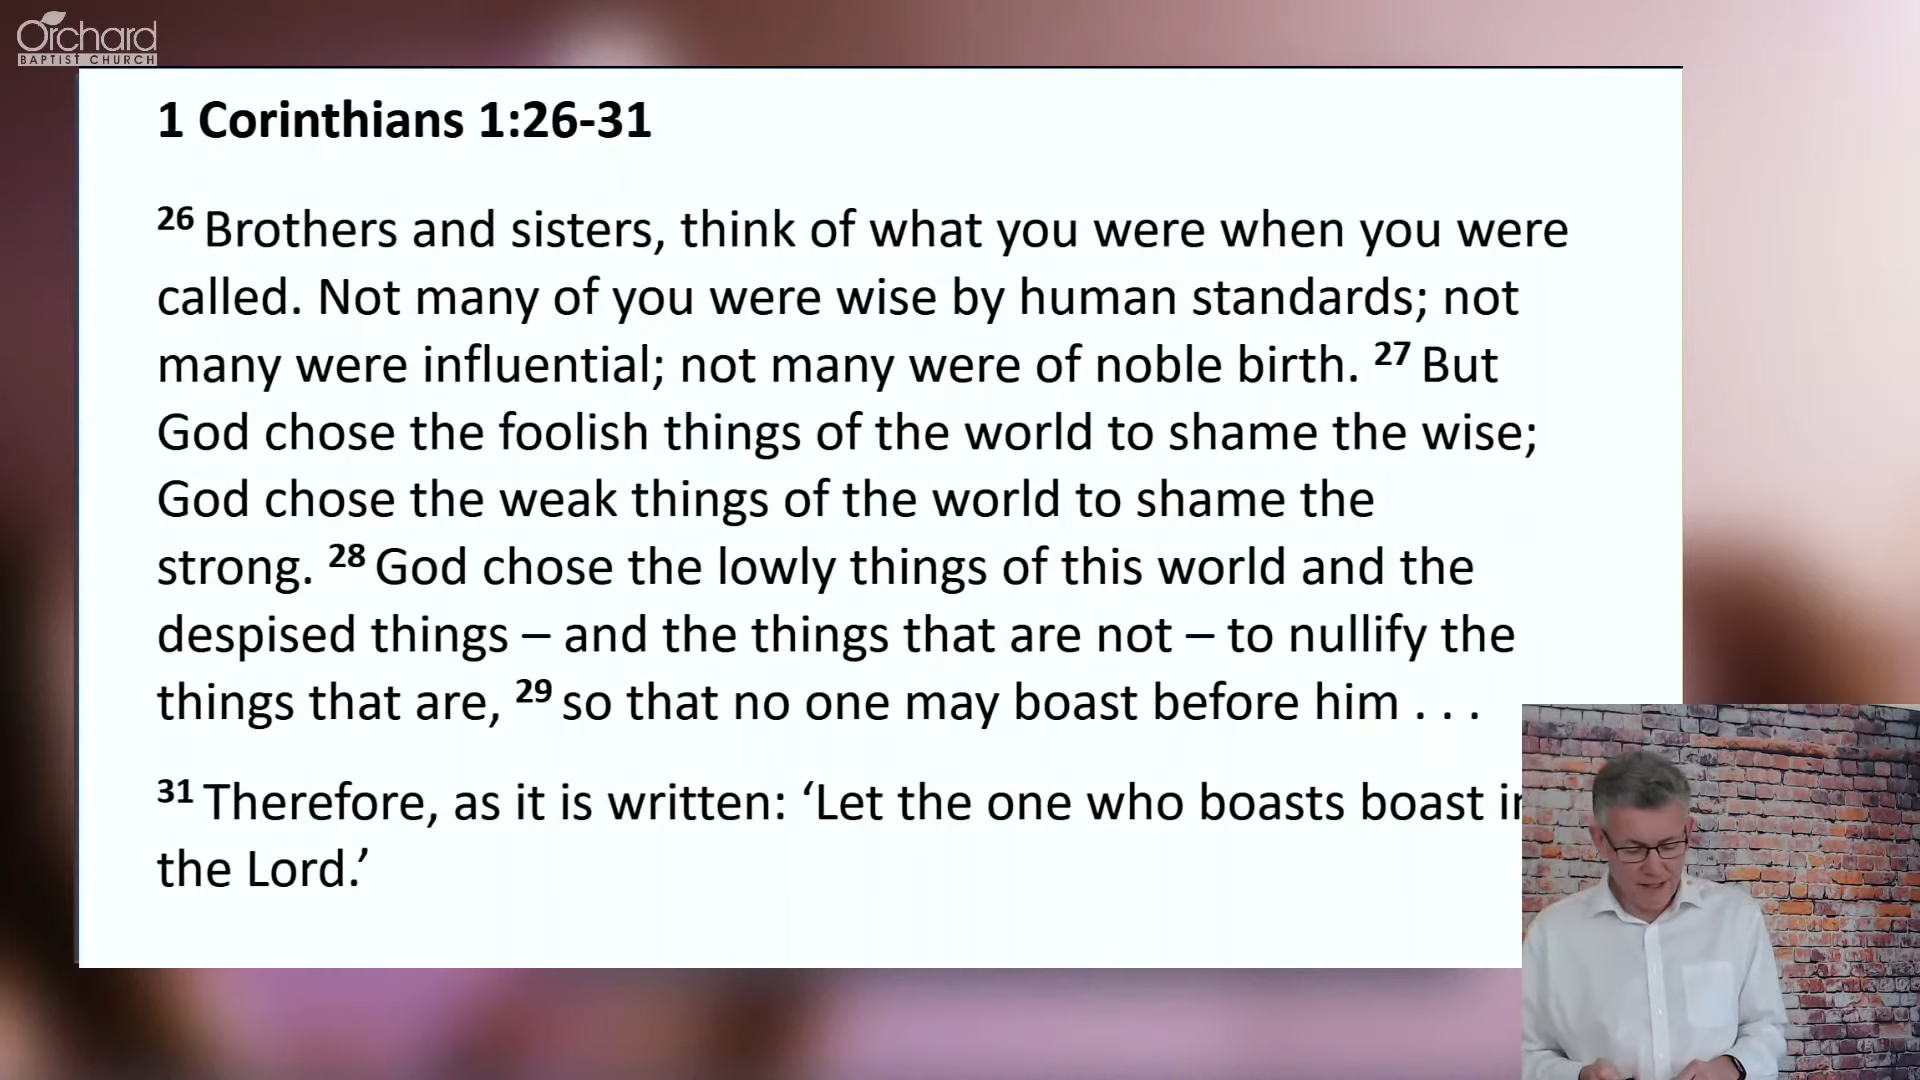 Orchard
BAPTIST CHURCH
1 Corinthians 1:26-31
26 Brothers and sisters, think of what you were when you were
called. Not many of you were wise by human standards; not
many were influential; not many were of noble birth. 27 But
God chose the foolish things of the world to shame the wise;
God chose the weak things of the world to shame the
strong. 28 God chose the lowly things of this world and the
despised things – and the things that are not – to nullify the
things that are, 29 so that no one may boast before him . . .
31 Therefore, as it is written: ‘Let the one who boasts boast in
the Lord.’